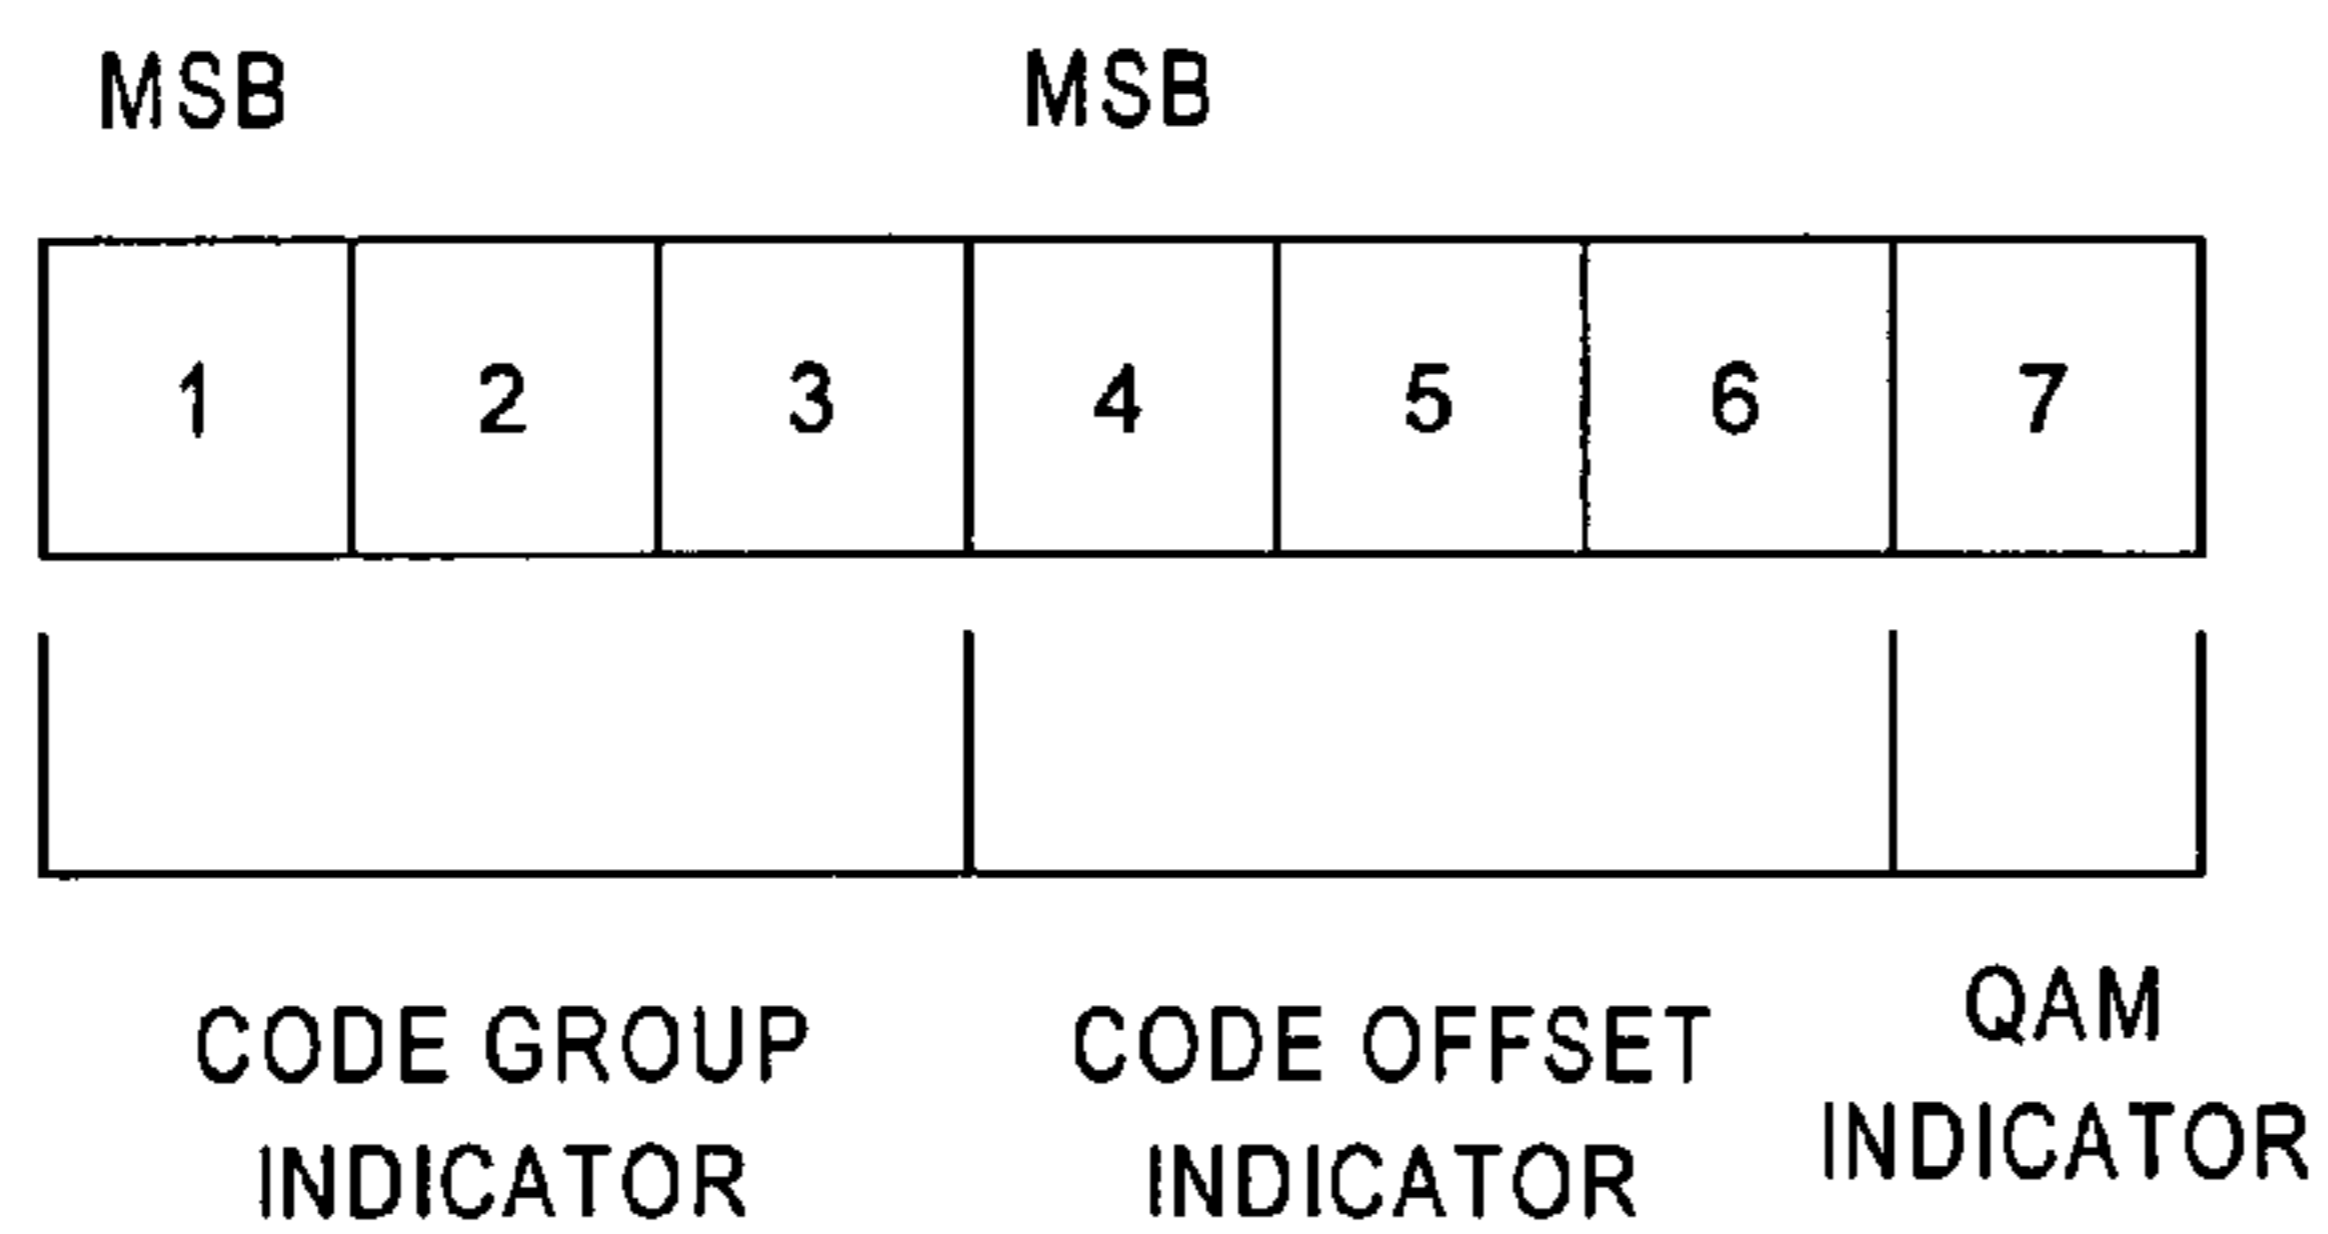 MSB MSB
1 2 3 4 5 6 7
CODE GROUP
INDICATOR
CODE OFFSET
INDICATOR
QAM
INDICATOR